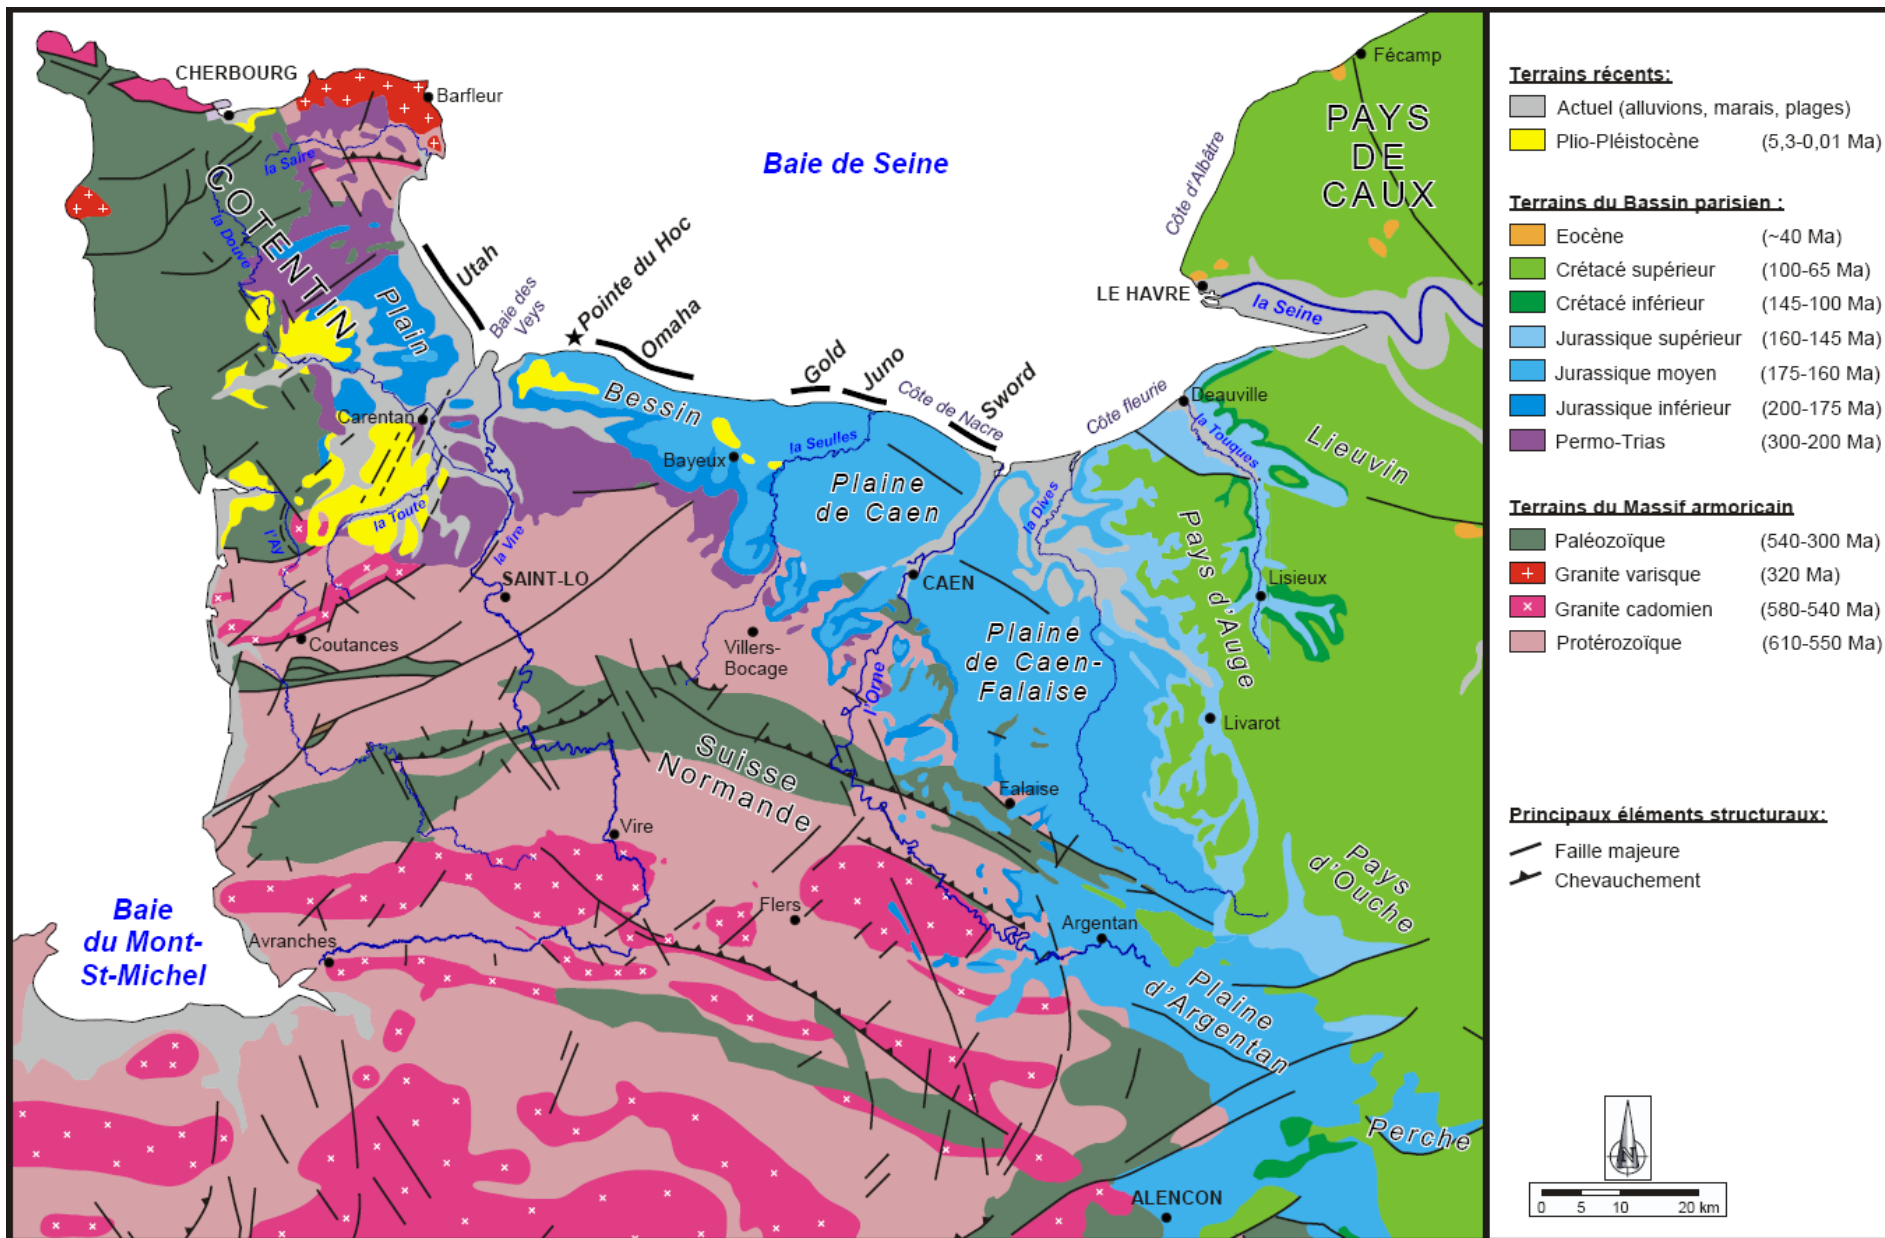 CHERBOURG
Barfleur
la Saire
COTENTIN
la Douve
Plain
Utah
Baie des
Veys
Pointe du Hoc
Omaha
Baie de Seine
Gold
Juno
Côte de Nacre
Sword
Côte fleurie
Côte d'Albâtre
Fécamp
PAYS
DE
CAUX
LE HAVRE
la Seine
Deauville
la Touques
Lieuvin
Carentan
Bessin
Bayeux
la Seulles
Plaine
de Caen
la Dives
Pays d'Auge
l'Ay
la Toute
la Vire
SAINT-LO
CAEN
Lisieux
Coutances
Villers-
Bocage
l'Orne
Plaine
de Caen-
Falaise
Livarot
Suisse
Normande
Falaise
Vire
Flers
Argentan
Pays
d'Ouche
Baie
du Mont-
St-Michel
Avranches
Plaine
d'Argentan
Perche
ALENCON
Terrains récents:
Actuel (alluvions, marais, plages)
Plio-Pléistocène (5,3-0,01 Ma)
Terrains du Bassin parisien :
Eocène (~40 Ma)
Crétacé supérieur (100-65 Ma)
Crétacé inférieur (145-100 Ma)
Jurassique supérieur (160-145 Ma)
Jurassique moyen (175-160 Ma)
Jurassique inférieur (200-175 Ma)
Permo-Trias (300-200 Ma)
Terrains du Massif armoricain
Paléozoïque (540-300 Ma)
Granite varisque (320 Ma)
Granite cadomien (580-540 Ma)
Protérozoïque (610-550 Ma)
Principaux éléments structuraux:
Faille majeure
Chevauchement
N
0 5 10 20 km